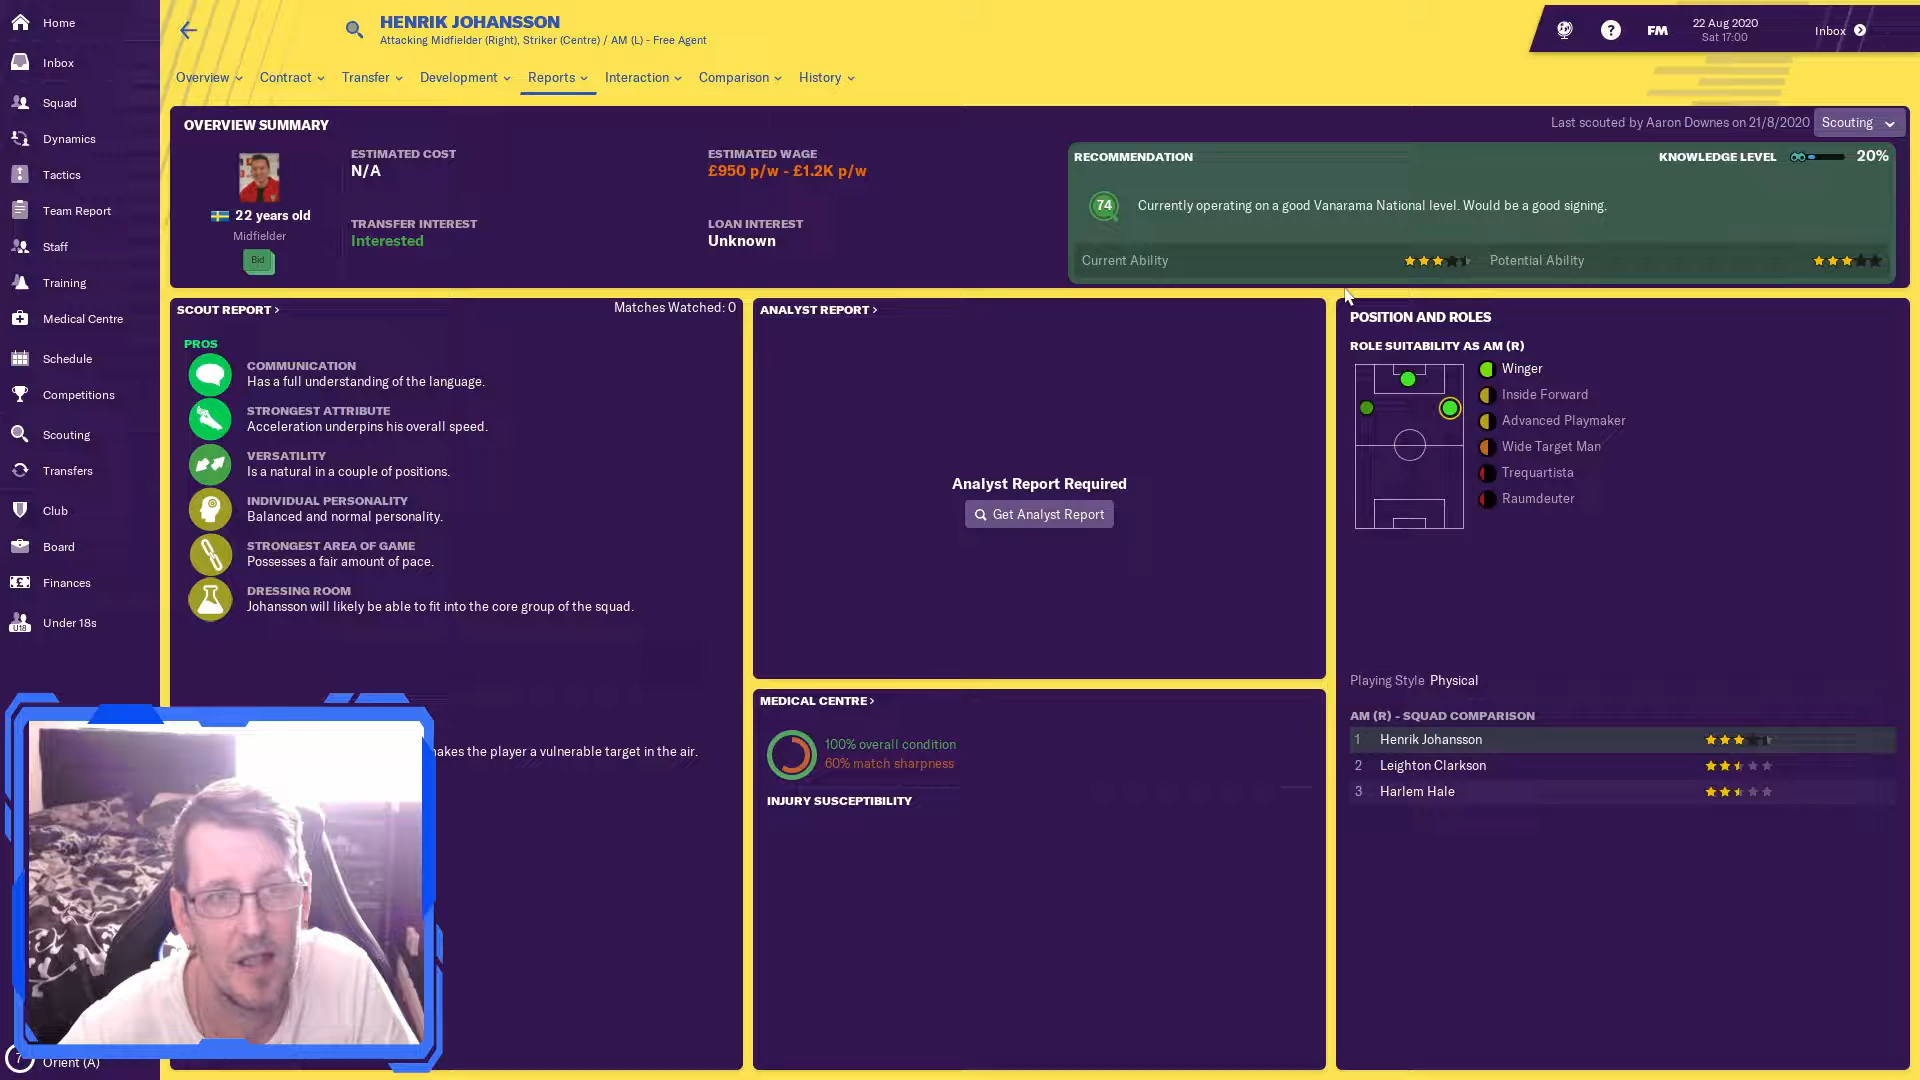 Home
Inbox
Squad
Dynamics
Tactics
Team Report
Staff
Training
Medical Centre
Schedule
Competitions
Scouting
Transfers
Club
Board
Finances
U18
Under 18s
Orient (A)
HENRIK JOHANSSON
Attacking Midfielder (Right), Striker (Centre) / AM (L) - Free Agent
FM
22 Aug 2020
Sat 17:00
Inbox
Overview
Contract
Transfer
Development
Reports
Interaction
Comparison
History
OVERVIEW SUMMARY
Last scouted by Aaron Downes on 21/8/2020
Scouting
22 years old
Midfielder
Bid
ESTIMATED COST
N/A
ESTIMATED WAGE
£950 p/w - £1.2K p/w
TRANSFER INTEREST
Interested
LOAN INTEREST
Unknown
RECOMMENDATION
KNOWLEDGE LEVEL
20%
74
Currently operating on a good Vanarama National level. Would be a good signing.
Current Ability
Potential Ability
SCOUT REPORT >
Matches Watched: 0
PROS
COMMUNICATION
Has a full understanding of the language.
STRONGEST ATTRIBUTE
Acceleration underpins his overall speed.
VERSATILITY
Is a natural in a couple of positions.
INDIVIDUAL PERSONALITY
Balanced and normal personality.
STRONGEST AREA OF GAME
Possesses a fair amount of pace.
DRESSING ROOM
Johansson will likely be able to fit into the core group of the squad.
makes the player a vulnerable target in the air.
ANALYST REPORT >
Analyst Report Required
Get Analyst Report
MEDICAL CENTRE >
100% overall condition
60% match sharpness
INJURY SUSCEPTIBILITY
POSITION AND ROLES
ROLE SUITABILITY AS AM (R)
Winger
Inside Forward
Advanced Playmaker
Wide Target Man
Trequartista
Raumdeuter
Playing Style Physical
AM (R) - SQUAD COMPARISON
1 Henrik Johansson
2 Leighton Clarkson
3 Harlem Hale